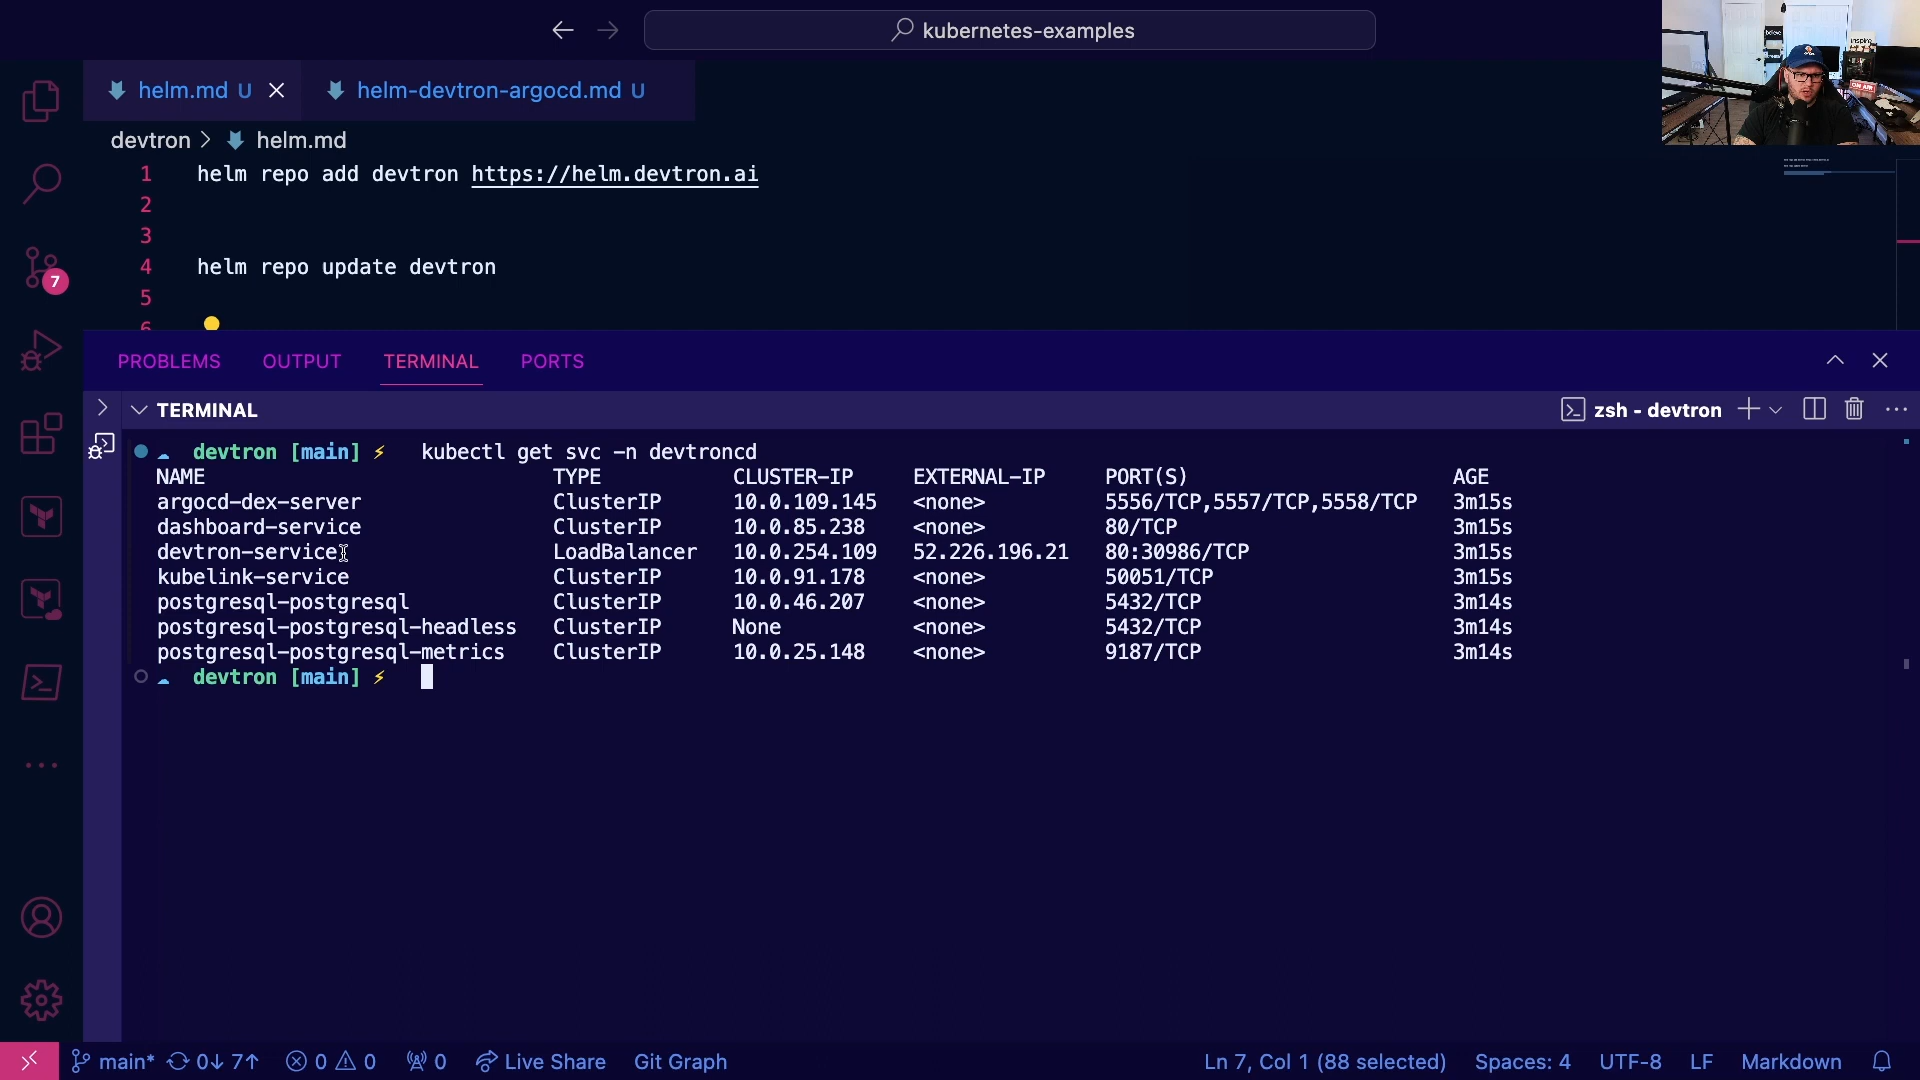 kubernetes-examples
helm.md U
helm-devtron-argocd.md U
devtron > helm.md
1 helm repo add devtron https://helm.devtron.ai
2
3
4 helm repo update devtron
5
6
7
PROBLEMS OUTPUT TERMINAL PORTS
TERMINAL
zsh - devtron
devtron [main] ⚡ kubectl get svc -n devtroncd
NAME TYPE CLUSTER-IP EXTERNAL-IP PORT(S) AGE
argocd-dex-server ClusterIP 10.0.109.145 <none> 5556/TCP,5557/TCP,5558/TCP 3m15s
dashboard-service ClusterIP 10.0.85.238 <none> 80/TCP 3m15s
devtron-service LoadBalancer 10.0.254.109 52.226.196.21 80:30986/TCP 3m15s
kubelink-service ClusterIP 10.0.91.178 <none> 50051/TCP 3m15s
postgresql-postgresql ClusterIP 10.0.46.207 <none> 5432/TCP 3m14s
postgresql-postgresql-headless ClusterIP None <none> 5432/TCP 3m14s
postgresql-postgresql-metrics ClusterIP 10.0.25.148 <none> 9187/TCP 3m14s
devtron [main] ⚡
main* 0↓ 7↑ 0 0 0 Live Share Git Graph
Ln 7, Col 1 (88 selected) Spaces: 4 UTF-8 LF Markdown